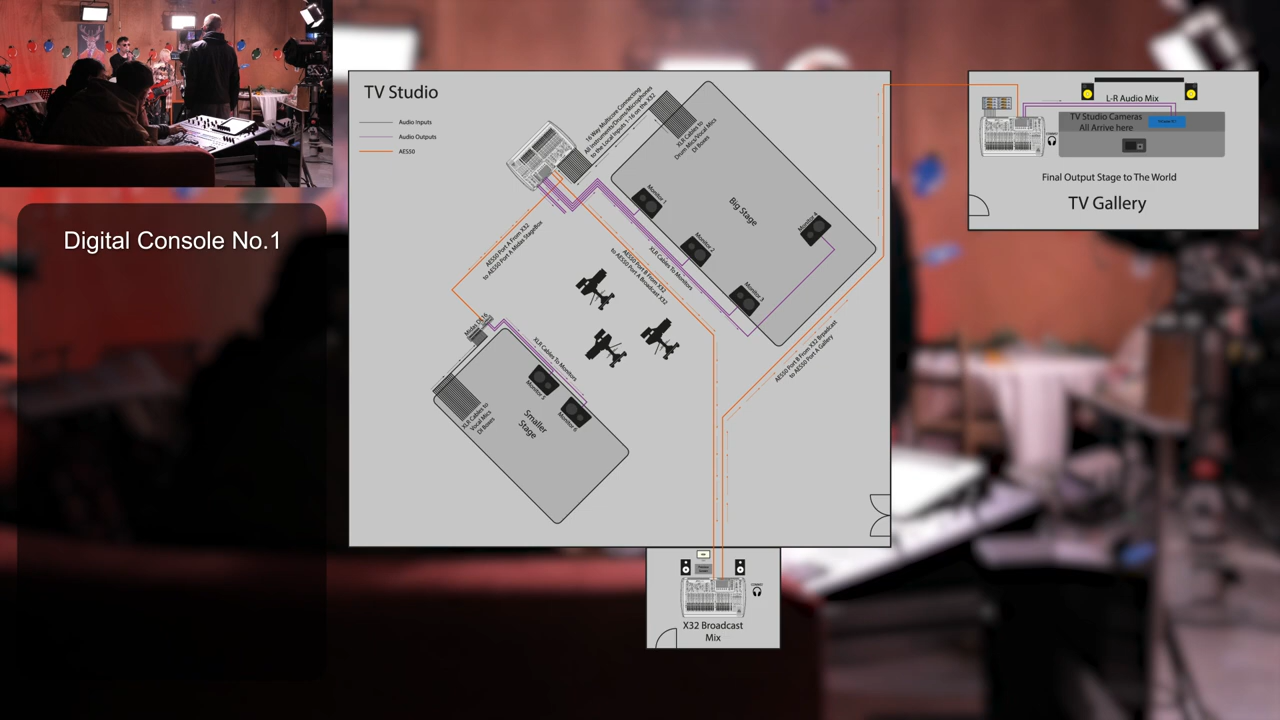 Digital Console No.1
TV Studio
Audio Inputs
Audio Outputs
AES50
16 Way Multicore Connecting
All Instruments/Drums/Microphones
to the Local Inputs 1-16 on the X32
XLR Cables to
Drum Mics/Vocal Mics
DI Boxes
Monitor 1
Monitor 2
Monitor 3
Monitor 4
Big Stage
XLR Cables To Monitors
AES50 Port A From X32
to AES50 Port A Midas StageBox
AES50 Port B From X32
to AES50 Port A Broadcast X32
XLR Cables To Monitors
Monitor 5
Monitor 6
Smaller
Stage
XLR Cables to
Vocal Mics
DI Boxes
AES50 Port B From X32 Broadcast
to AES50 Port A Gallery
X32 Broadcast
Mix
L-R Audio Mix
TV Studio Cameras
All Arrive here
Final Output Stage to The World
TV Gallery